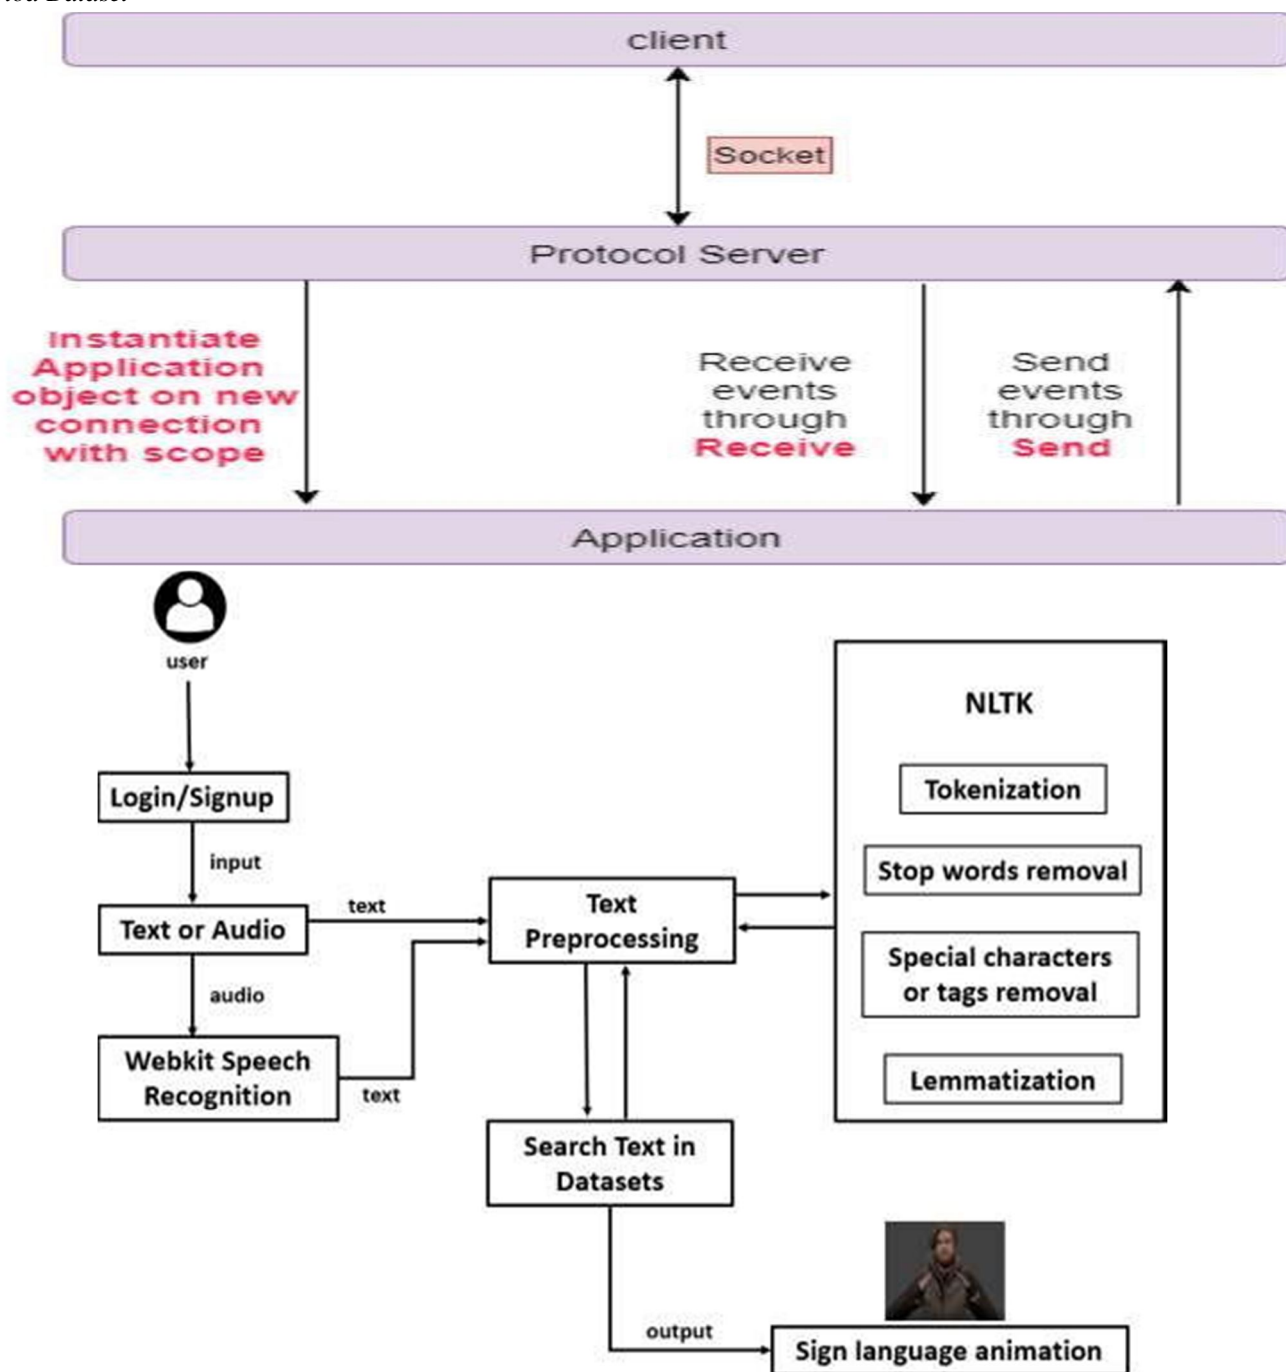 client
Socket
Protocol Server
Instantiate
Application
object on new
connection
with scope
Receive
events
through
Receive
Send
events
through
Send
Application
user
Login/Signup
input
Text or Audio
text
audio
Webkit Speech
Recognition
text
Text
Preprocessing
NLTK
Tokenization
Stop words removal
Special characters
or tags removal
Lemmatization
Search Text in
Datasets
output
Sign language animation